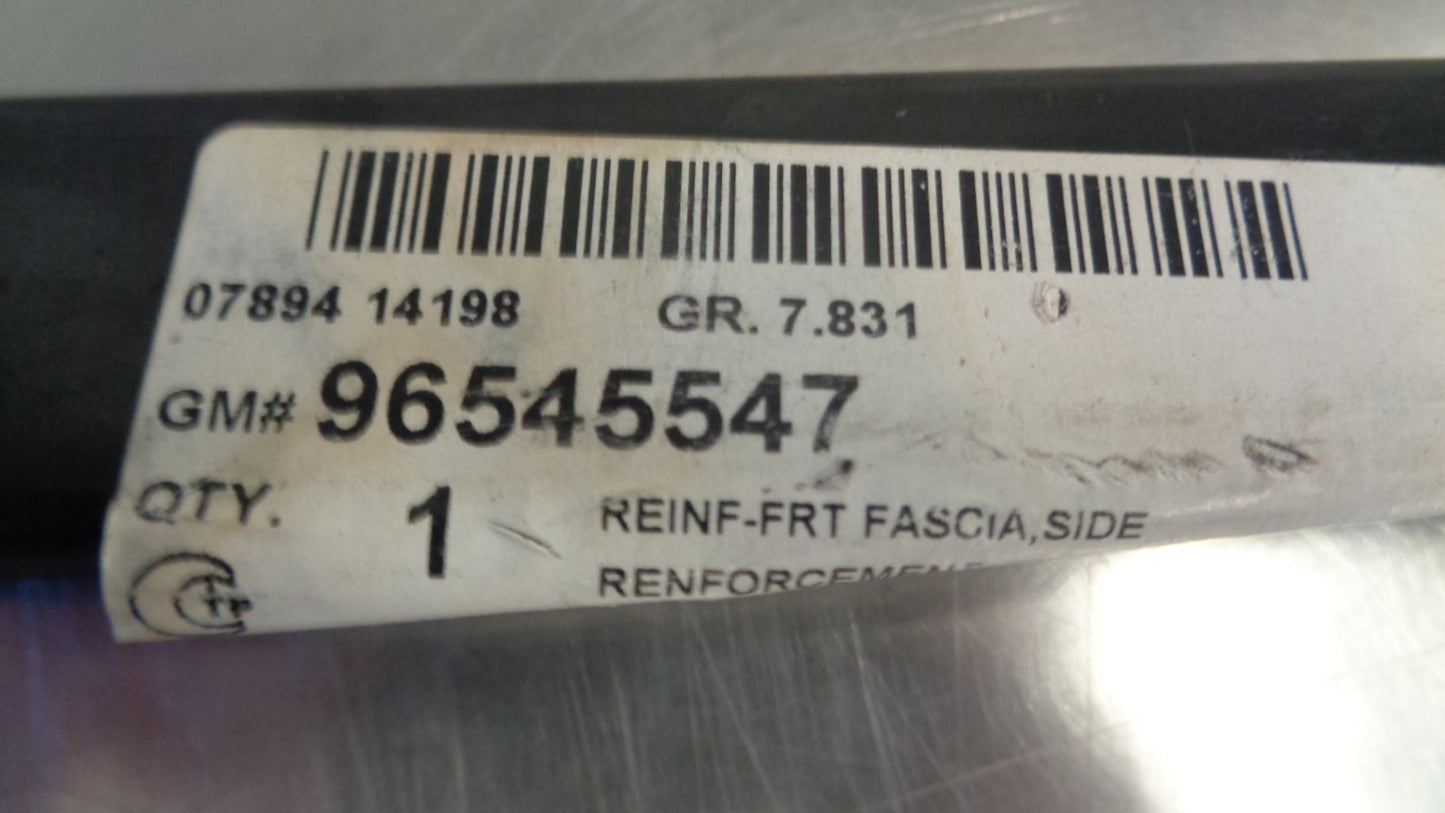 07894 14198 GR. 7.831
GM# 96545547
QTY. 1 REINF-FRT FASCIA,SIDE